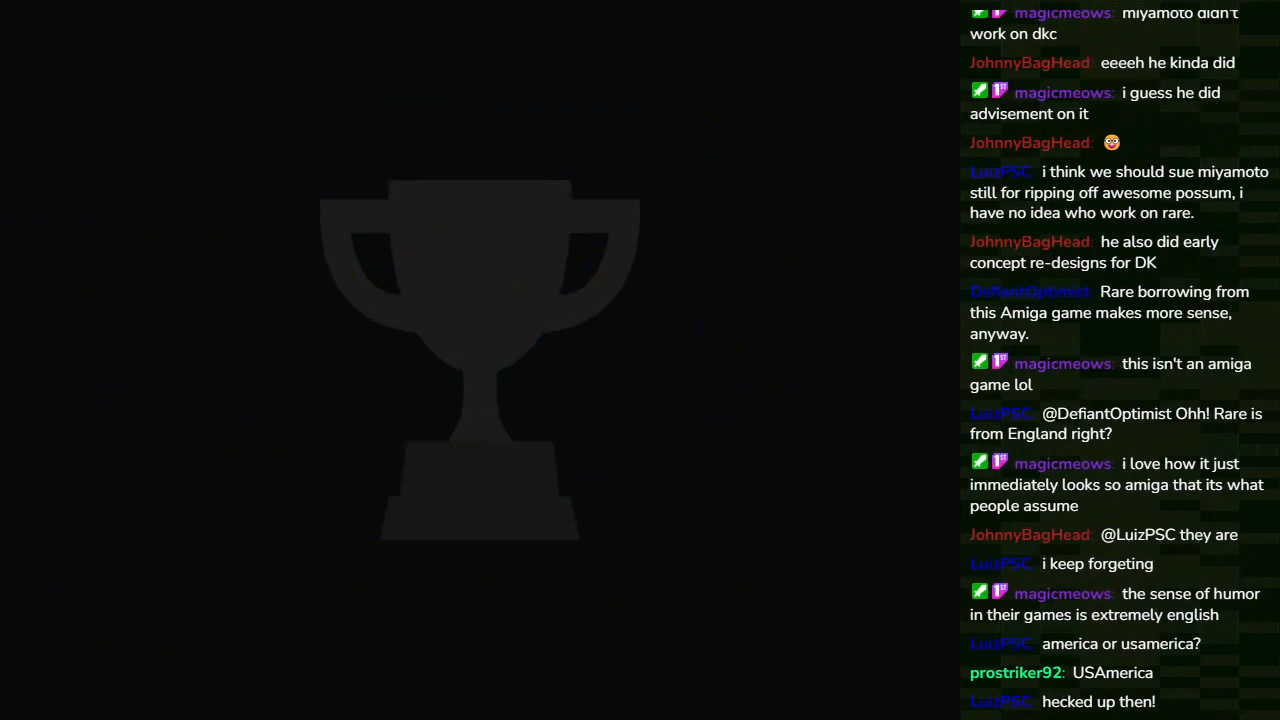 magicmeows: miyamoto didn't
work on dkc
JohnnyBagHead: eeeeh he kinda did
magicmeows: i guess he did
advisement on it
JohnnyBagHead: 🤓
LuizPSC: i think we should sue miyamoto
still for ripping off awesome possum, i
have no idea who work on rare.
JohnnyBagHead: he also did early
concept re-designs for DK
DefiantOptimist: Rare borrowing from
this Amiga game makes more sense,
anyway.
magicmeows: this isn't an amiga
game lol
LuizPSC: @DefiantOptimist Ohh! Rare is
from England right?
magicmeows: i love how it just
immediately looks so amiga that its what
people assume
JohnnyBagHead: @LuizPSC they are
LuizPSC: i keep forgeting
magicmeows: the sense of humor
in their games is extremely english
LuizPSC: america or usamerica?
prostriker92: USAmerica
LuizPSC: hecked up then!